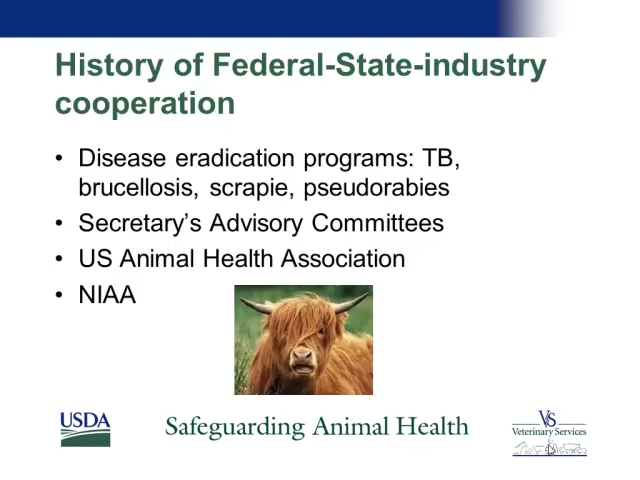 History of Federal-State-industry
cooperation
• Disease eradication programs: TB,
brucellosis, scrapie, pseudorabies
• Secretary’s Advisory Committees
• US Animal Health Association
• NIAA
USDA
Safeguarding Animal Health
VS
Veterinary Services